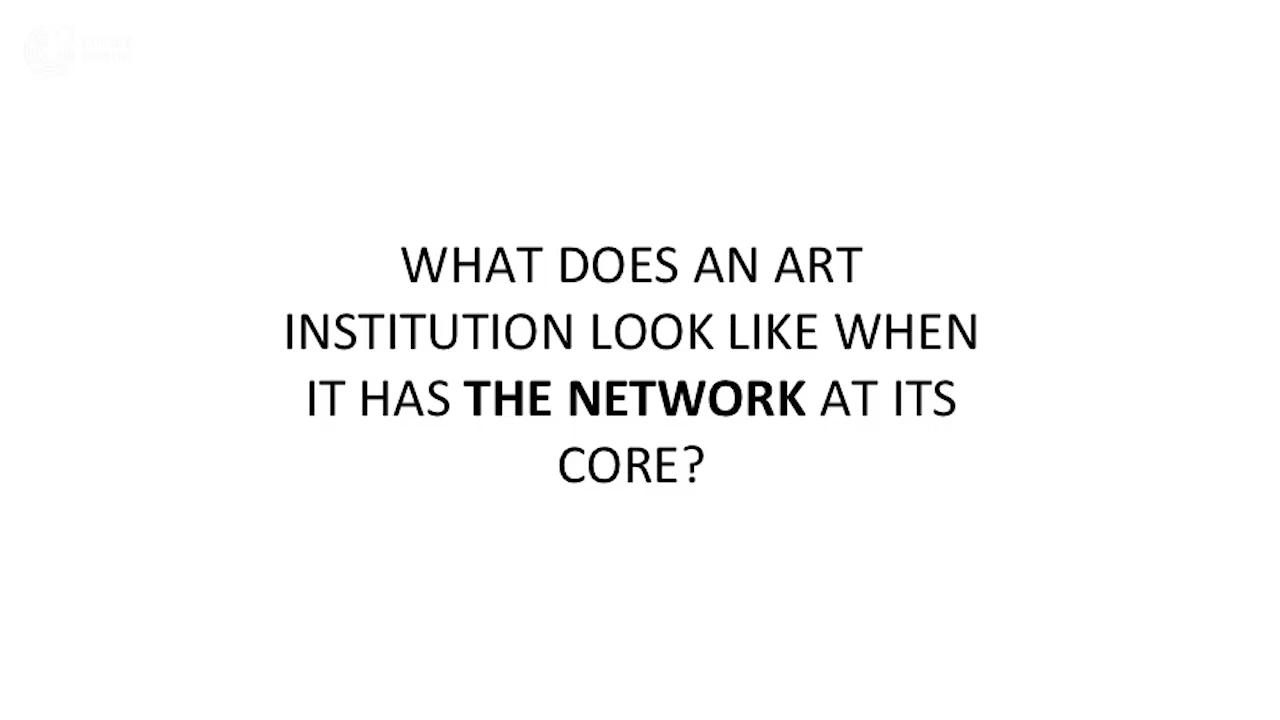 WHAT DOES AN ART
INSTITUTION LOOK LIKE WHEN
IT HAS THE NETWORK AT ITS
CORE?